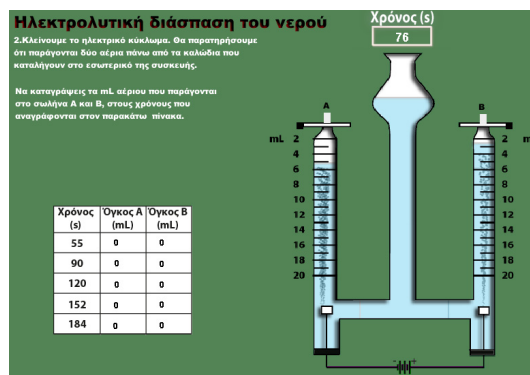 Ηλεκτρολυτική διάσπαση του νερού
2.Κλείνουμε το ηλεκτρικό κύκλωμα. Θα παρατηρήσουμε
ότι παράγονται δύο αέρια πάνω από τα καλώδια που
καταλήγουν στο εσωτερικό της συσκευής.
Να καταγράψεις τα mL αέριου που παράγονται
στο σωλήνα Α και Β, στους χρόνους που
αναγράφονται στον παρακάτω πίνακα.
Χρόνος (s)
76
A B
mL 2 2 m
4 4
6 6
8 8
10 10
12 12
14 14
16 16
18 18
20 20
Χρόνος Όγκος Α Όγκος Β
(s) (mL) (mL)
55 0 0
90 0 0
120 0 0
152 0 0
184 0 0
- +